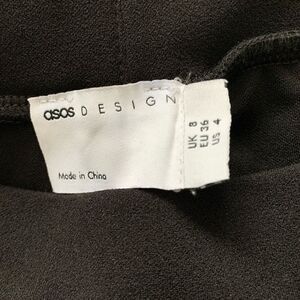 asos DESIGN
Made in China
UK 8
EU 36
US 4